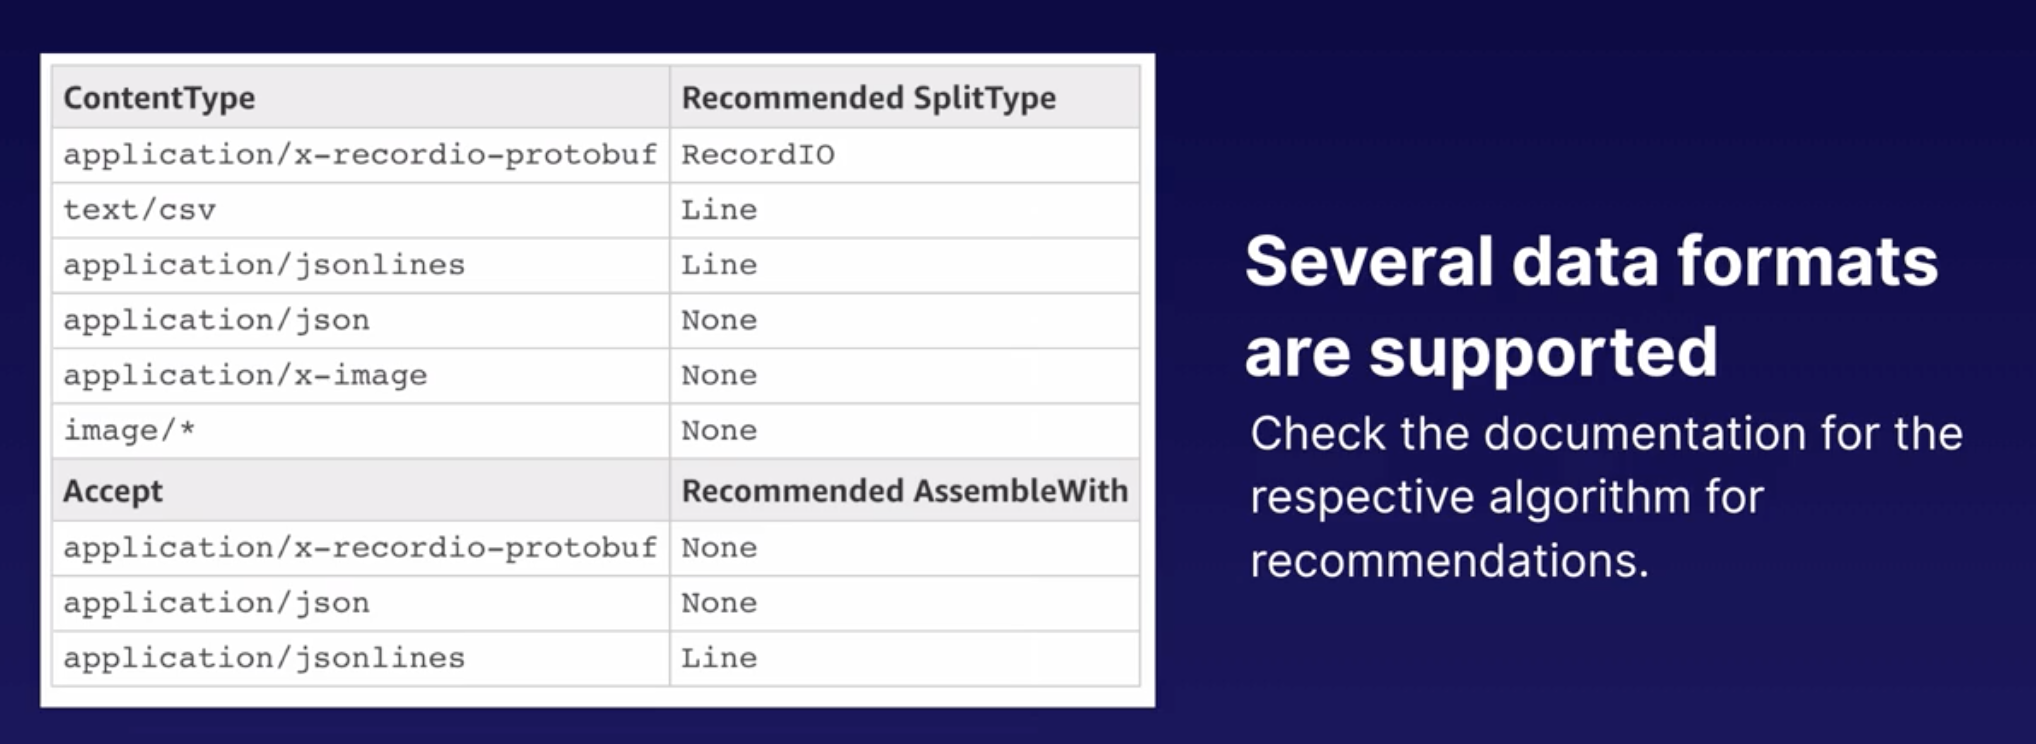 ContentType Recommended SplitType
application/x-recordio-protobuf RecordIO
text/csv Line
application/jsonlines Line
application/json None
application/x-image None
image/* None
Accept Recommended AssembleWith
application/x-recordio-protobuf None
application/json None
application/jsonlines Line
Several data formats
are supported
Check the documentation for the
respective algorithm for
recommendations.